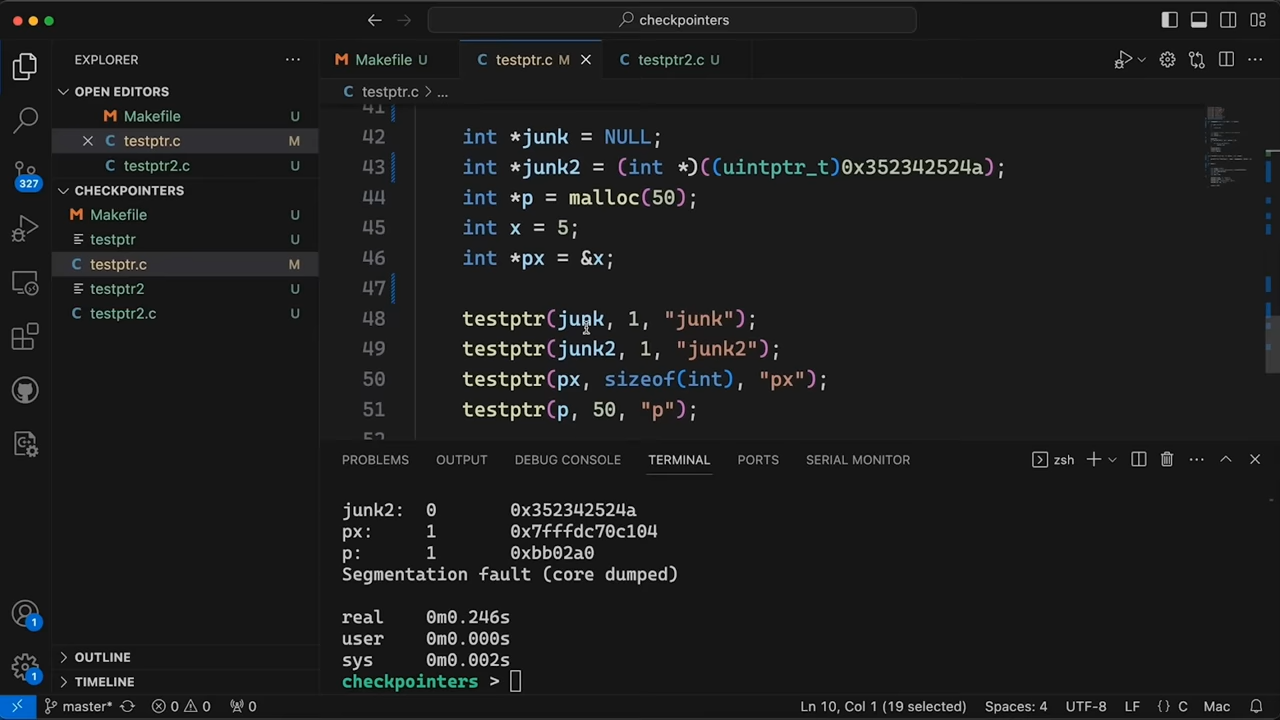 checkpointers
EXPLORER
OPEN EDITORS
Makefile U
testptr.c M
testptr2.c U
CHECKPOINTERS
Makefile U
testptr U
testptr.c M
testptr2 U
testptr2.c U
OUTLINE
TIMELINE
327
1
1
Makefile U
testptr.c M
testptr2.c U
testptr.c > ...
41
42 int *junk = NULL;
43 int *junk2 = (int *)((uintptr_t)0x352342524a);
44 int *p = malloc(50);
45 int x = 5;
46 int *px = &x;
47
48 testptr(junk, 1, "junk");
49 testptr(junk2, 1, "junk2");
50 testptr(px, sizeof(int), "px");
51 testptr(p, 50, "p");
52
PROBLEMS OUTPUT DEBUG CONSOLE TERMINAL PORTS SERIAL MONITOR zsh
junk2: 0 0x352342524a
px: 1 0x7fffdc70c104
p: 1 0xbb02a0
Segmentation fault (core dumped)
real 0m0.246s
user 0m0.000s
sys 0m0.002s
checkpointers >
master* 0 0 0 Ln 10, Col 1 (19 selected) Spaces: 4 UTF-8 LF {} C Mac